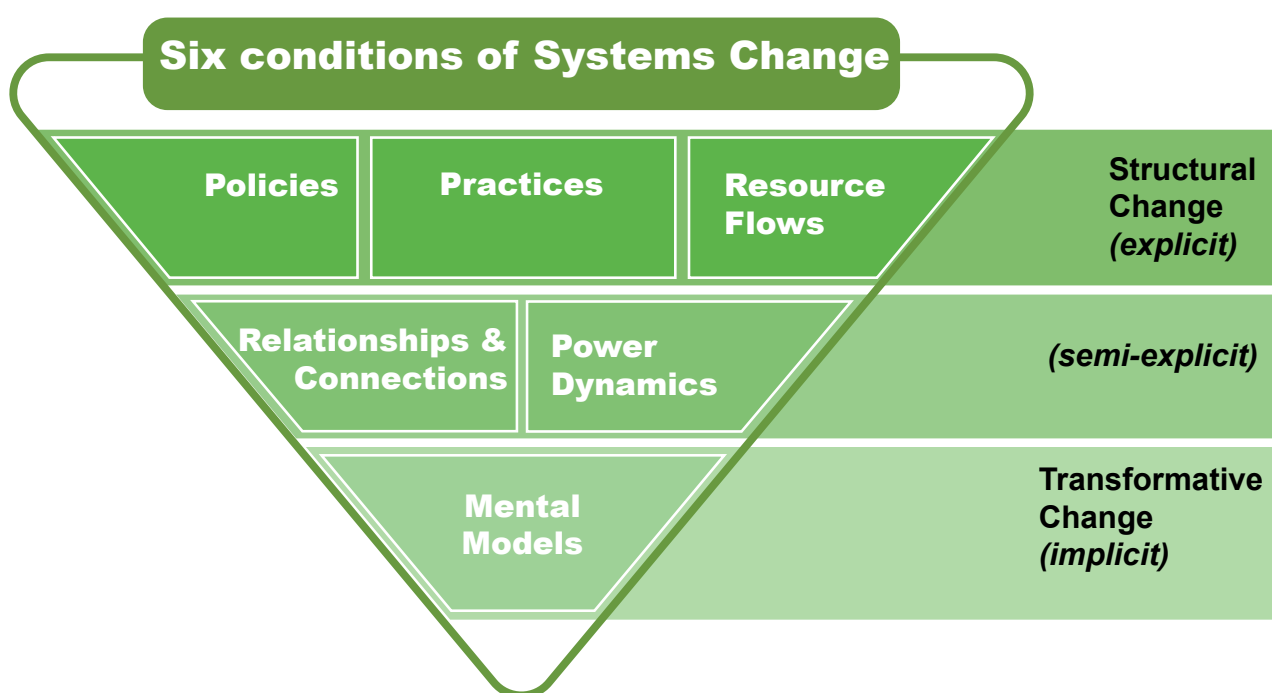 Six conditions of Systems Change
Policies
Practices
Resource
Flows
Structural
Change
(explicit)
Relationships &
Connections
Power
Dynamics
(semi-explicit)
Mental
Models
Transformative
Change
(implicit)